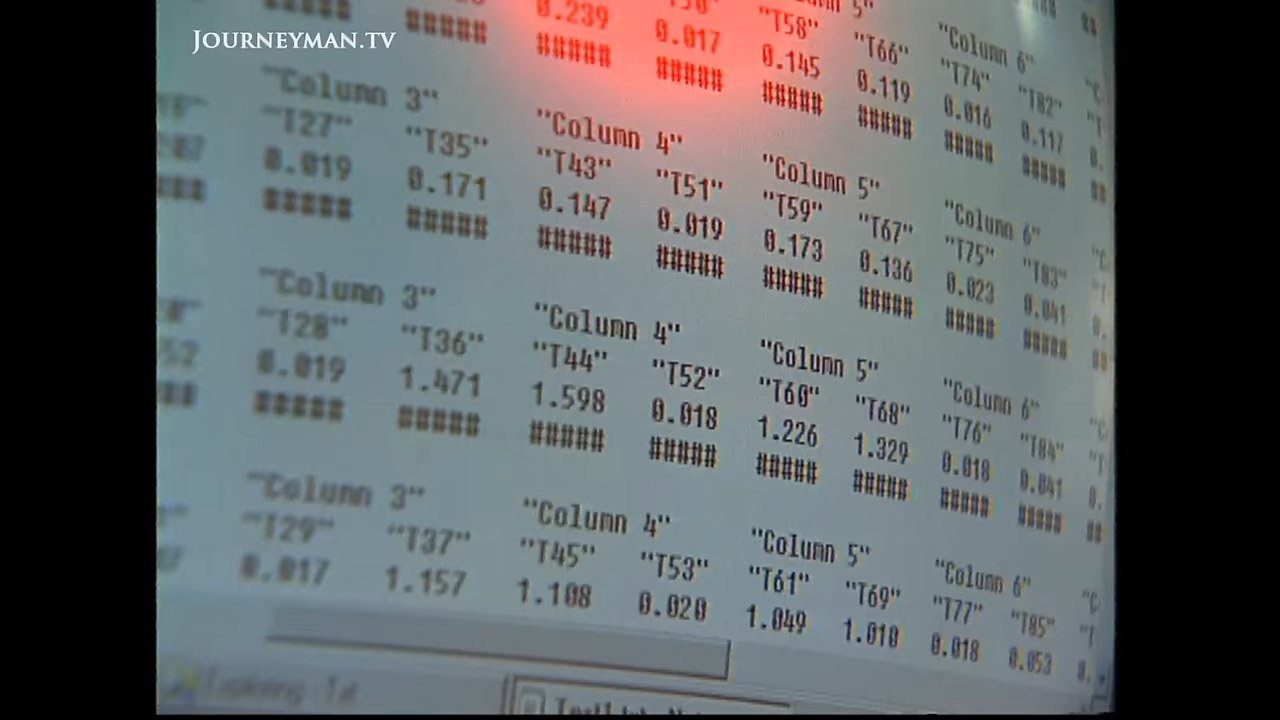 JOURNEYMAN.TV
0.239 0.017 "T58" "T66" "Column 6"
##### ##### 0.145 0.119 "T74" "T82"
##### ##### 0.016 0.117
##### #####
"Column 3" "Column 4" "Column 5" "Column 6"
"T27" "T35" "T43" "T51" "T59" "T67" "T75" "T83"
0.019 0.171 0.147 0.019 0.173 0.136 0.023 0.041
##### ##### ##### ##### ##### ##### ##### #####
"Column 3" "Column 4" "Column 5" "Column 6"
"T28" "T36" "T44" "T52" "T60" "T68" "T76" "T84"
0.019 1.471 1.598 0.018 1.226 1.329 0.018 0.041
##### ##### ##### ##### ##### ##### ##### #####
"Column 3" "Column 4" "Column 5" "Column 6"
"T29" "T37" "T45" "T53" "T61" "T69" "T77" "T85"
0.017 1.157 1.108 0.020 1.049 1.010 0.018 0.053
Exploring